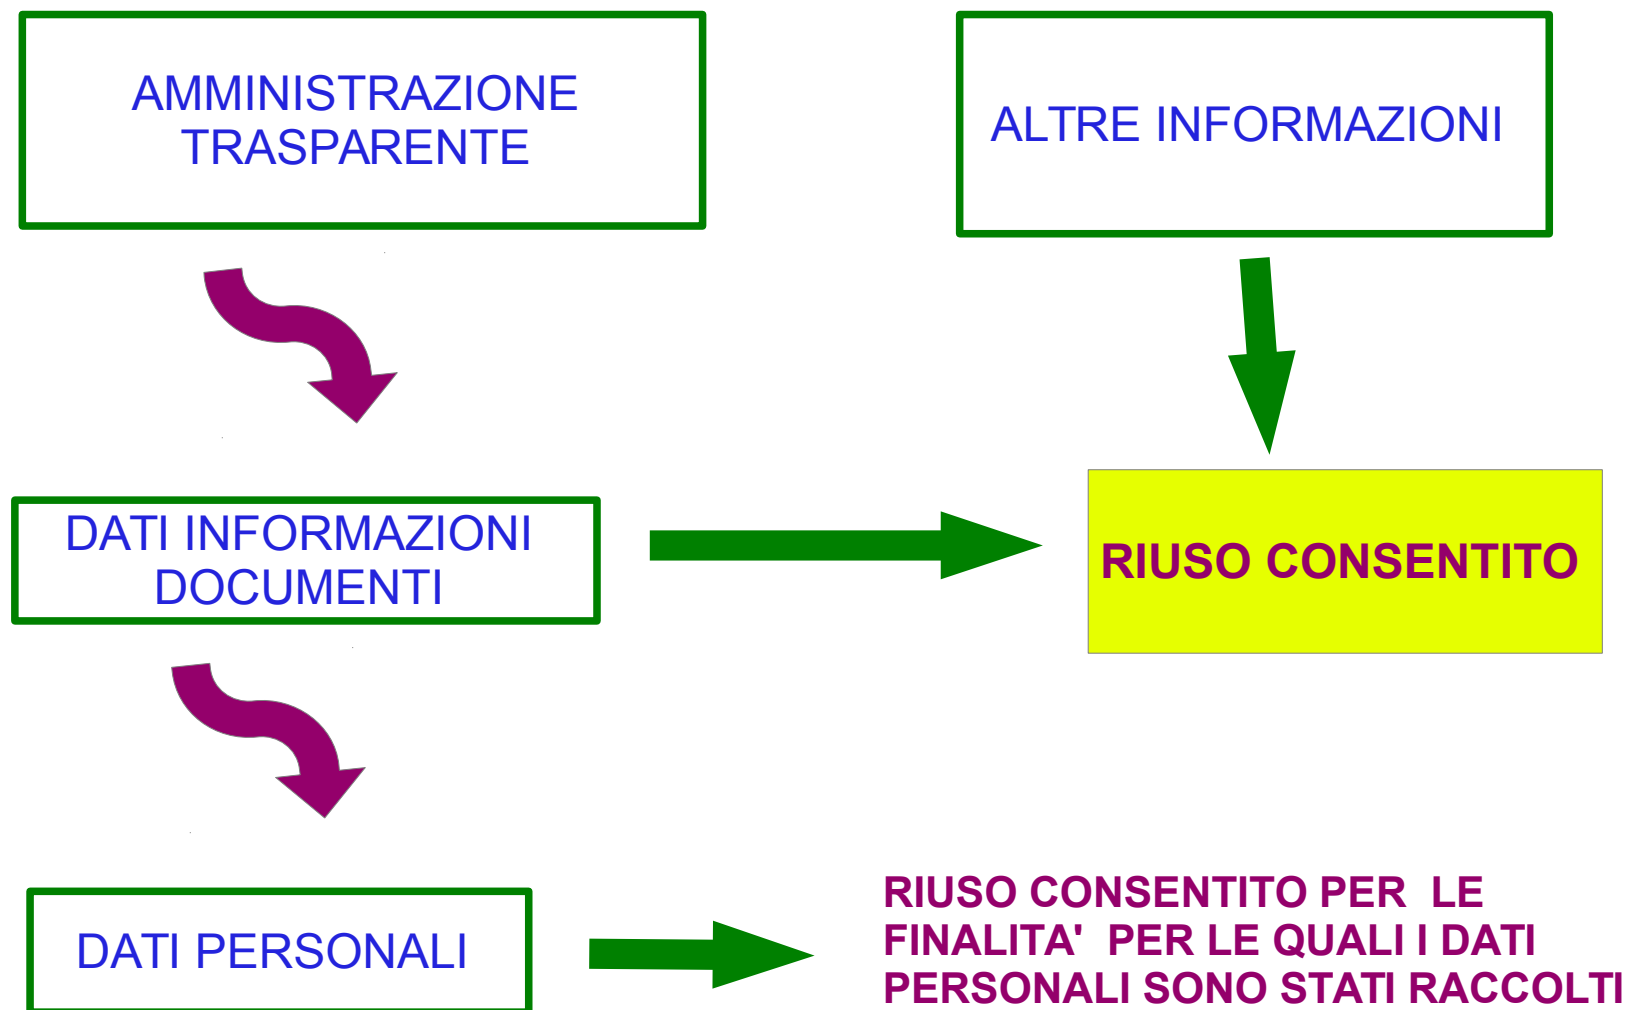 AMMINISTRAZIONE
TRASPARENTE
ALTRE INFORMAZIONI
DATI INFORMAZIONI
DOCUMENTI
RIUSO CONSENTITO
DATI PERSONALI
RIUSO CONSENTITO PER  LE
FINALITA'  PER LE QUALI I DATI
PERSONALI SONO STATI RACCOLTI